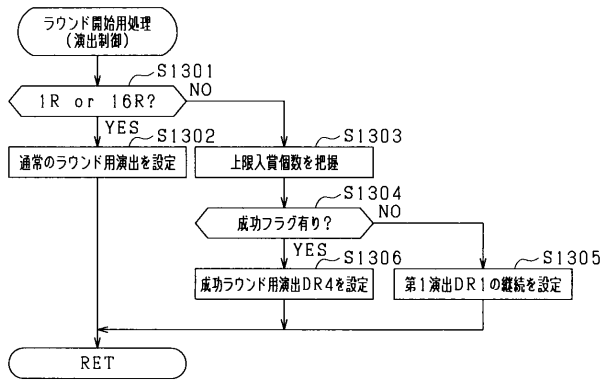 ラウンド開始用処理
(演出制御)
S1301
1R or 16R?
NO
YES
S1302
通常のラウンド用演出を設定
S1303
上限入賞個数を把握
S1304
成功フラグ有り?
NO
YES
S1306
成功ラウンド用演出DR4を設定
S1305
第1演出DR1の継続を設定
RET